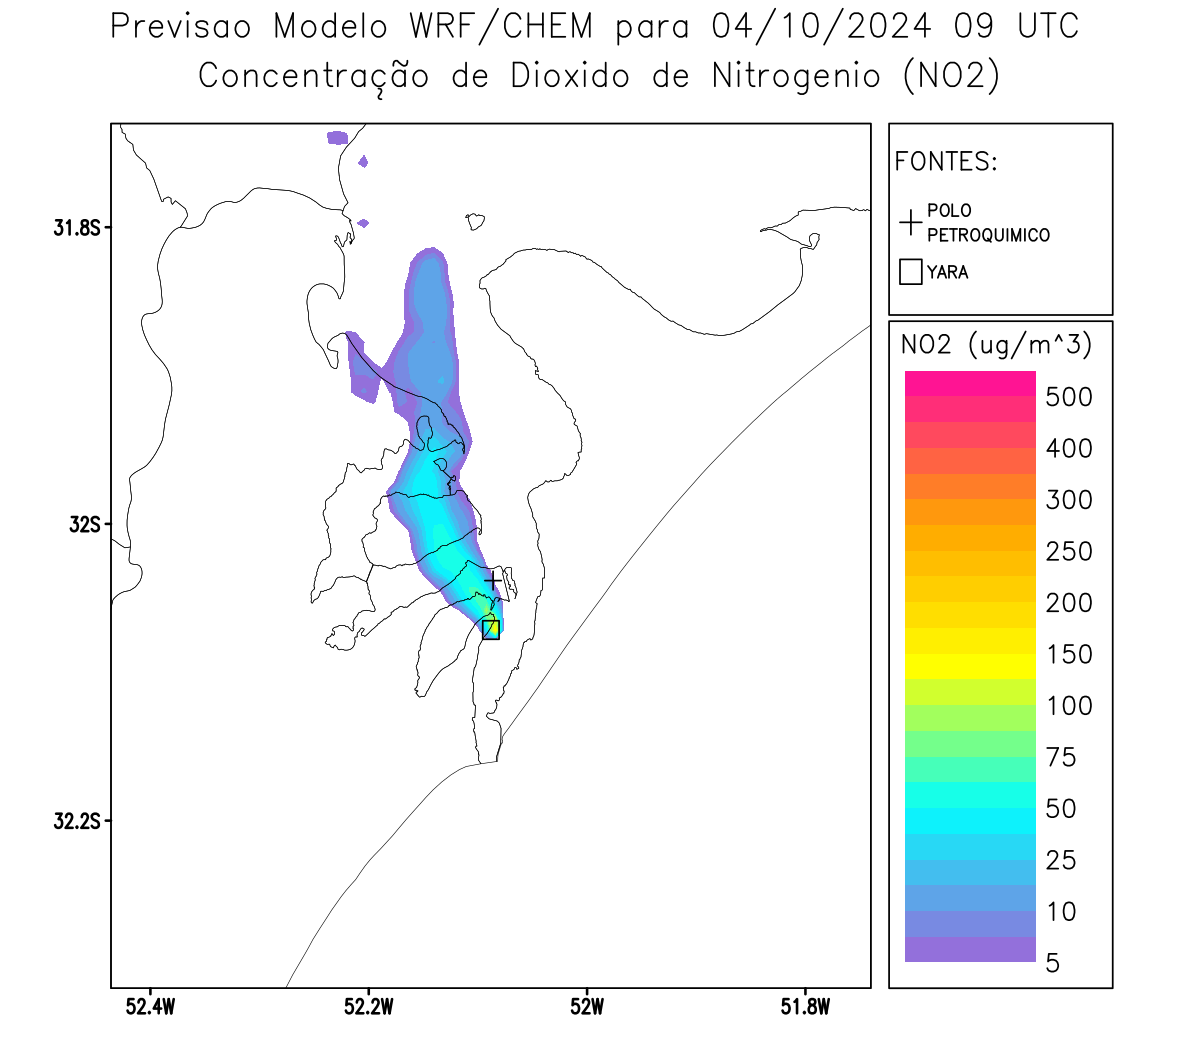 Previsao Modelo WRF/CHEM para 04/10/2024 09 UTC
Concentração de Dioxido de Nitrogenio (NO2)
FONTES:
POLO
PETROQUIMICO
YARA
NO2 (ug/m^3)
500
400
300
250
200
150
100
75
50
25
10
5
31.8S
32S
32.2S
52.4W
52.2W
52W
51.8W